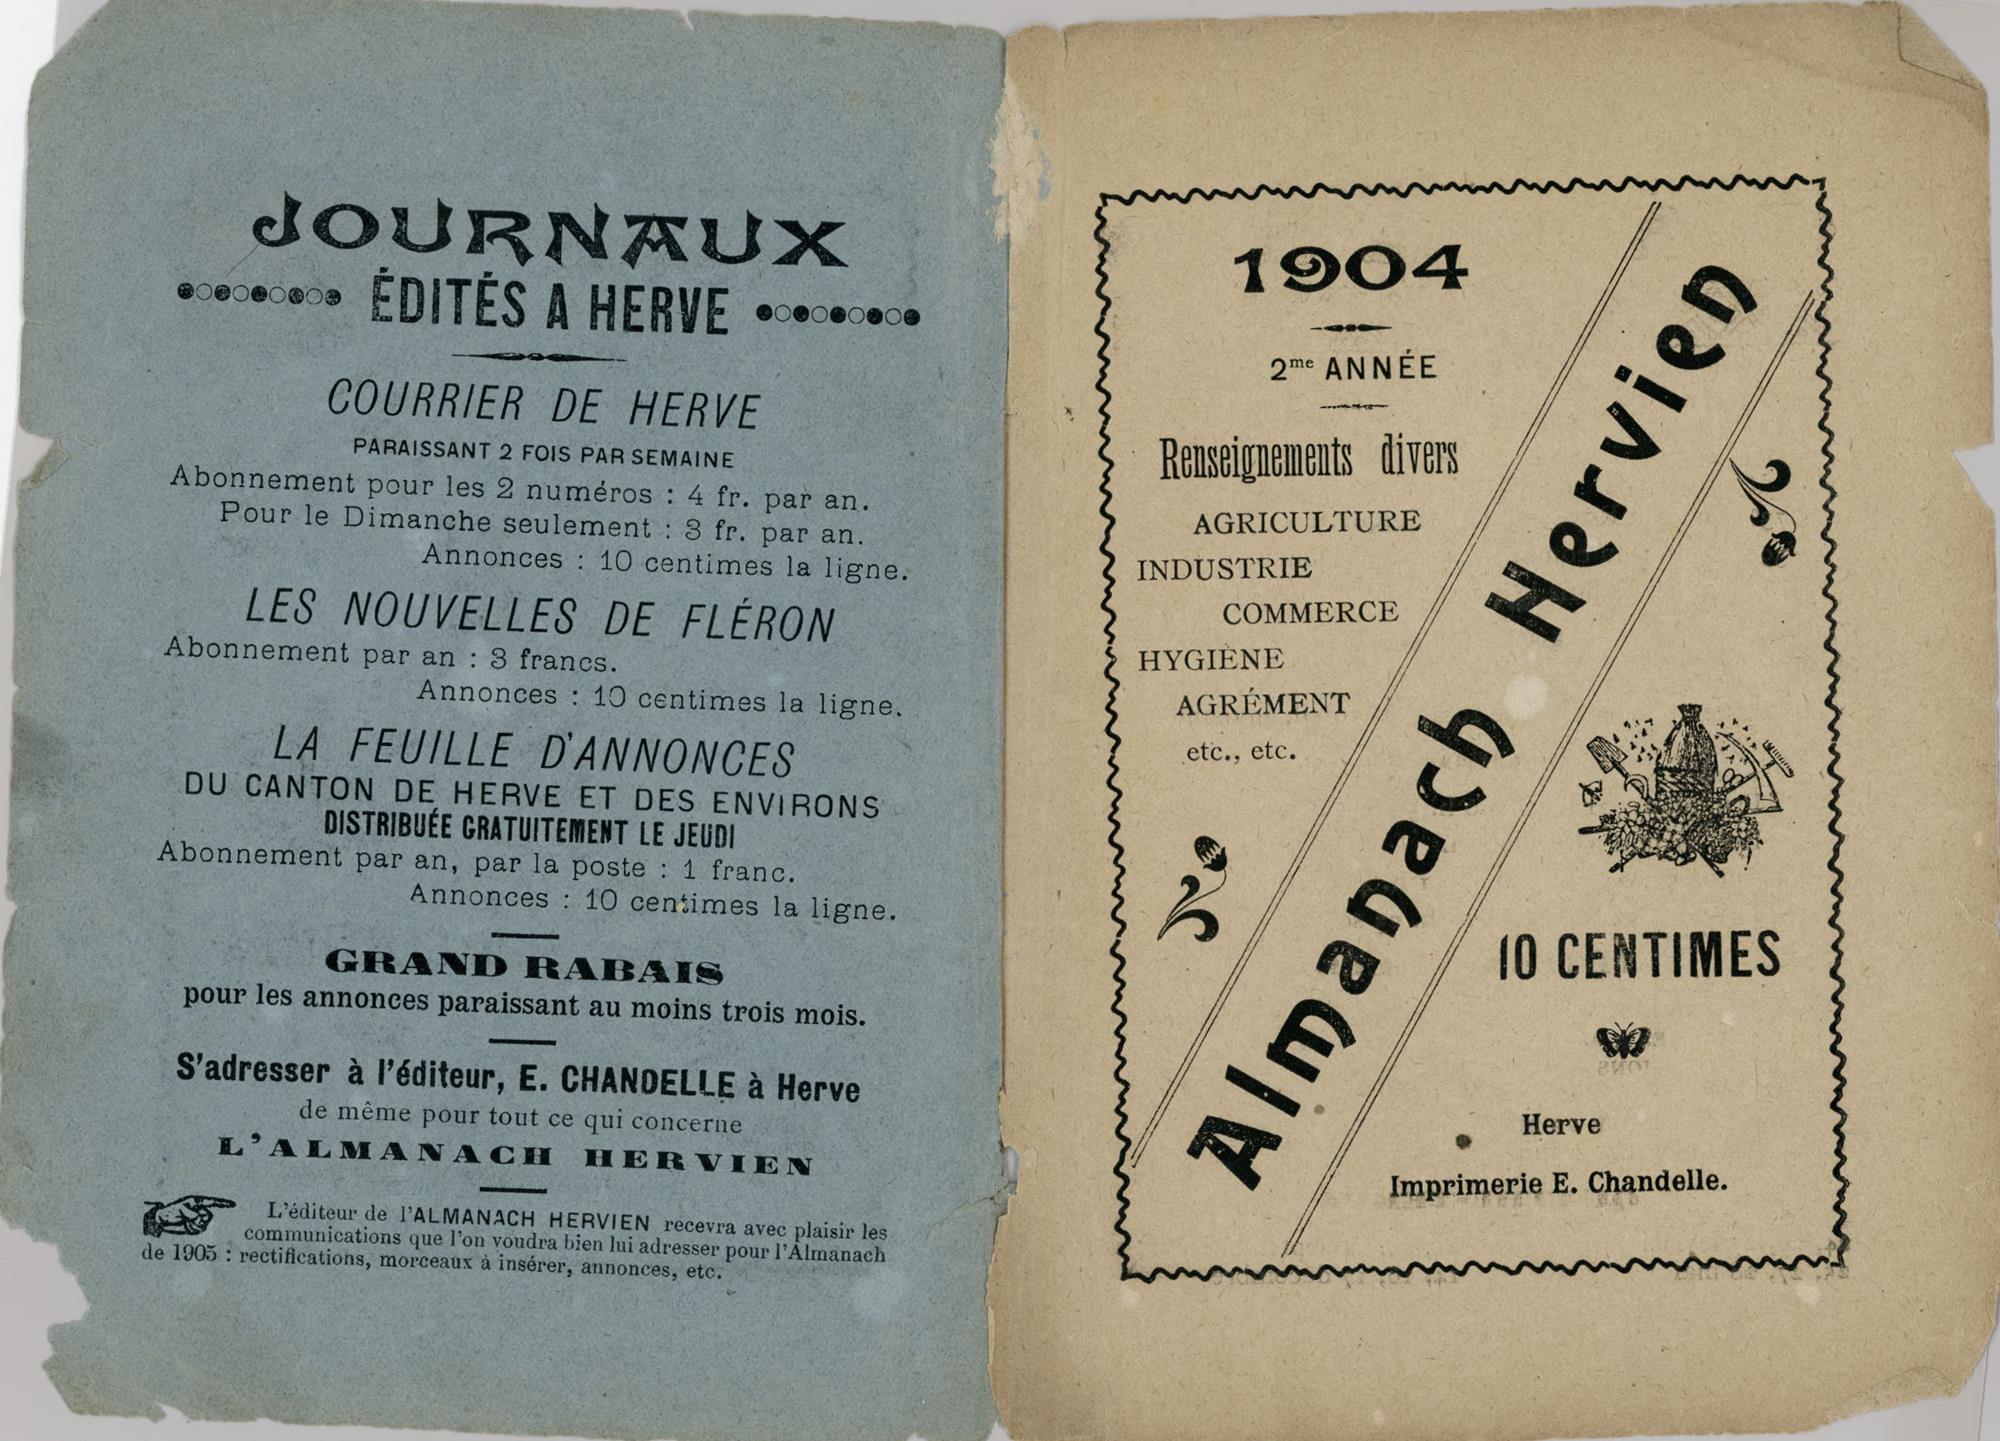 JOURNAUX
ÉDITÉS A HERVE
COURRIER DE HERVE
PARAISSANT 2 FOIS PAR SEMAINE
Abonnement pour les 2 numéros : 4 fr. par an.
Pour le Dimanche seulement : 3 fr. par an.
Annonces : 10 centimes la ligne.
LES NOUVELLES DE FLÉRON
Abonnement par an : 3 francs.
Annonces : 10 centimes la ligne.
LA FEUILLE D'ANNONCES
DU CANTON DE HERVE ET DES ENVIRONS
DISTRIBUÉE GRATUITEMENT LE JEUDI
Abonnement par an, par la poste : 1 franc.
Annonces : 10 centimes la ligne.
GRAND RABAIS
pour les annonces paraissant au moins trois mois.
S'adresser à l'éditeur, E. CHANDELLE à Herve
de même pour tout ce qui concerne
L'ALMANACH HERVIEN
L'éditeur de l'ALMANACH HERVIEN recevra avec plaisir les
communications que l'on voudra bien lui adresser pour l'Almanach
de 1905 : rectifications, morceaux à insérer, annonces, etc.
1904
2me ANNÉE
Renseignements divers
AGRICULTURE
INDUSTRIE
COMMERCE
HYGIÈNE
AGRÉMENT
etc., etc.
Almanach Hervien
10 CENTIMES
Herve
Imprimerie E. Chandelle.